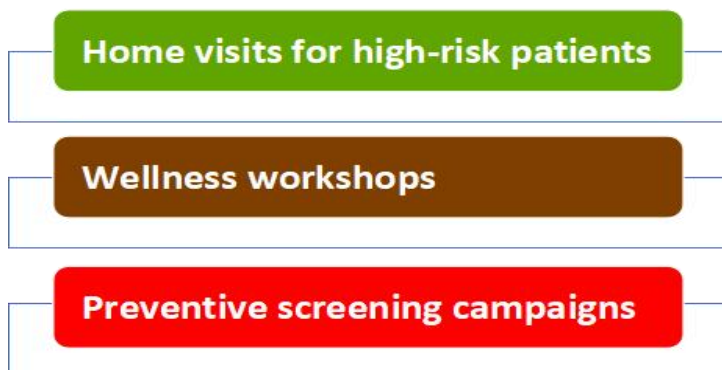 Home visits for high-risk patients
Wellness workshops
Preventive screening campaigns